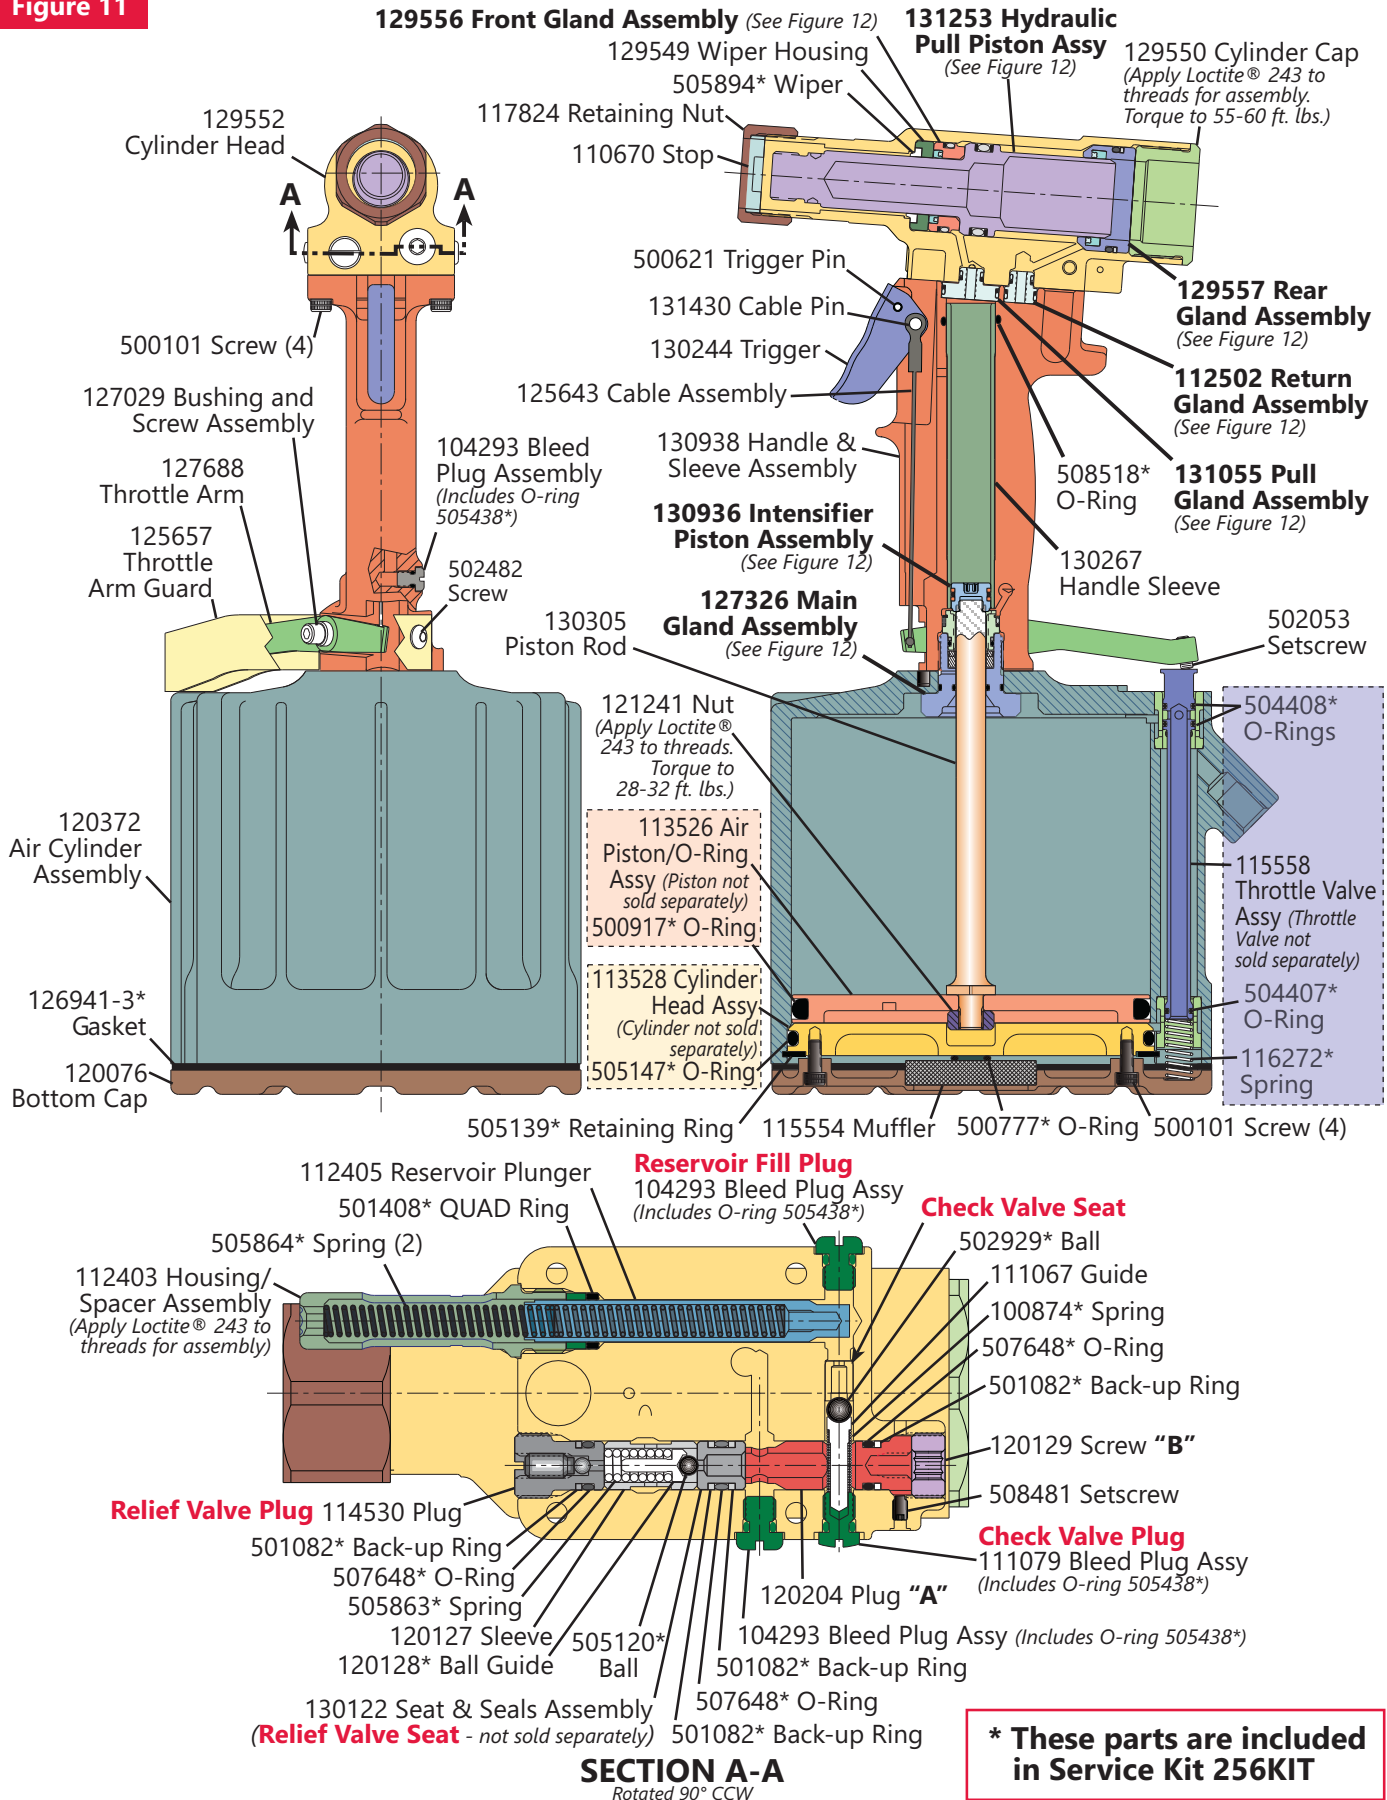 Figure 11
129556 Front Gland Assembly (See Figure 12)
129549 Wiper Housing
505894* Wiper
117824 Retaining Nut
110670 Stop
131253 Hydraulic
Pull Piston Assy
(See Figure 12)
129550 Cylinder Cap
(Apply Loctite® 243 to
threads for assembly.
Torque to 55-60 ft. lbs.)
129552
Cylinder Head
A
A
500101 Screw (4)
127029 Bushing and
Screw Assembly
127688
Throttle Arm
125657
Throttle
Arm Guard
104293 Bleed
Plug Assembly
(Includes O-ring
505438*)
502482
Screw
500621 Trigger Pin
131430 Cable Pin
130244 Trigger
125643 Cable Assembly
130938 Handle &
Sleeve Assembly
130936 Intensifier
Piston Assembly
(See Figure 12)
127326 Main
Gland Assembly
(See Figure 12)
130305
Piston Rod
121241 Nut
(Apply Loctite®
243 to threads.
Torque to
28-32 ft. lbs.)
129557 Rear
Gland Assembly
(See Figure 12)
112502 Return
Gland Assembly
(See Figure 12)
508518*
O-Ring
131055 Pull
Gland Assembly
(See Figure 12)
130267
Handle Sleeve
502053
Setscrew
504408*
O-Rings
115558
Throttle Valve
Assy (Throttle
Valve not
sold separately)
504407*
O-Ring
116272*
Spring
120372
Air Cylinder
Assembly
126941-3*
Gasket
120076
Bottom Cap
113526 Air
Piston/O-Ring
Assy (Piston not
sold separately)
500917* O-Ring
113528 Cylinder
Head Assy
(Cylinder not sold
separately)
505147* O-Ring
505139* Retaining Ring
115554 Muffler
500777* O-Ring
500101 Screw (4)
112405 Reservoir Plunger
501408* QUAD Ring
505864* Spring (2)
112403 Housing/
Spacer Assembly
(Apply Loctite® 243 to
threads for assembly)
Reservoir Fill Plug
104293 Bleed Plug Assy
(Includes O-ring 505438*)
Check Valve Seat
502929* Ball
111067 Guide
100874* Spring
507648* O-Ring
501082* Back-up Ring
120129 Screw "B"
508481 Setscrew
Check Valve Plug
111079 Bleed Plug Assy
(Includes O-ring 505438*)
Relief Valve Plug 114530 Plug
501082* Back-up Ring
507648* O-Ring
505863* Spring
120127 Sleeve
120128* Ball Guide
505120*
Ball
120204 Plug "A"
104293 Bleed Plug Assy (Includes O-ring 505438*)
501082* Back-up Ring
507648* O-Ring
501082* Back-up Ring
130122 Seat & Seals Assembly
(Relief Valve Seat - not sold separately)
SECTION A-A
Rotated 90° CCW
* These parts are included
in Service Kit 256KIT